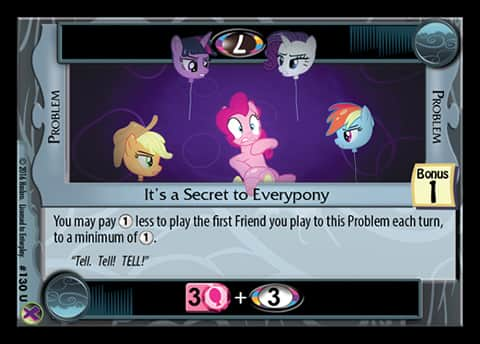 7
PROBLEM
PROBLEM
It's a Secret to Everypony
Bonus
1
You may pay 1 less to play the first Friend you play to this Problem each turn,
to a minimum of 1.
"Tell. Tell! TELL!"
3 + 3
© 2016 Hasbro. Licensed to Enterplay.
#130 U